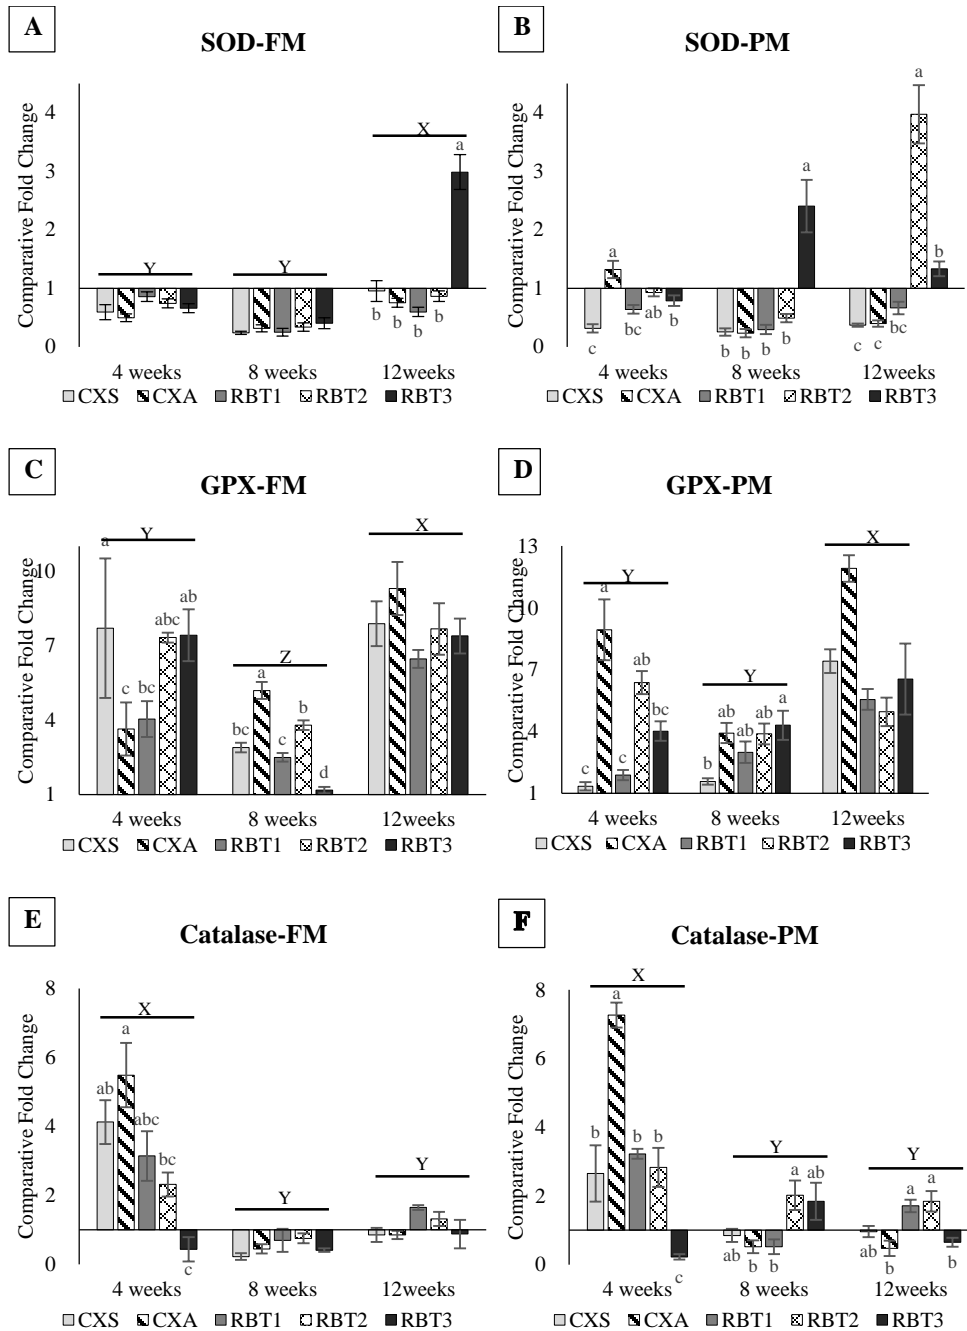 A
SOD-FM
Comparative Fold Change
4
3
2
1
0
Y
Y
X
a
b
b
b
b
4 weeks
8 weeks
12weeks
CXS
CXA
RBT1
RBT2
RBT3
B
SOD-PM
Comparative Fold Change
4
3
2
1
0
c
a
bc
ab
b
b
b
b
b
a
c
c
bc
a
b
4 weeks
8 weeks
12weeks
CXS
CXA
RBT1
RBT2
RBT3
C
GPX-FM
Comparative Fold Change
10
7
4
1
Y
a
c
bc
abc
ab
Z
bc
a
c
b
d
X
4 weeks
8 weeks
12weeks
CXS
CXA
RBT1
RBT2
RBT3
D
GPX-PM
Comparative Fold Change
13
10
7
4
1
Y
c
a
c
ab
bc
Y
b
ab
ab
ab
a
X
4 weeks
8 weeks
12weeks
CXS
CXA
RBT1
RBT2
RBT3
E
Catalase-FM
Comparative Fold Change
8
6
4
2
0
X
ab
a
abc
bc
c
Y
Y
4 weeks
8 weeks
12weeks
CXS
CXA
RBT1
RBT2
RBT3
F
Catalase-PM
Comparative Fold Change
8
6
4
2
0
X
b
a
b
b
c
Y
ab
b
b
a
ab
Y
ab
b
a
a
b
4 weeks
8 weeks
12weeks
CXS
CXA
RBT1
RBT2
RBT3